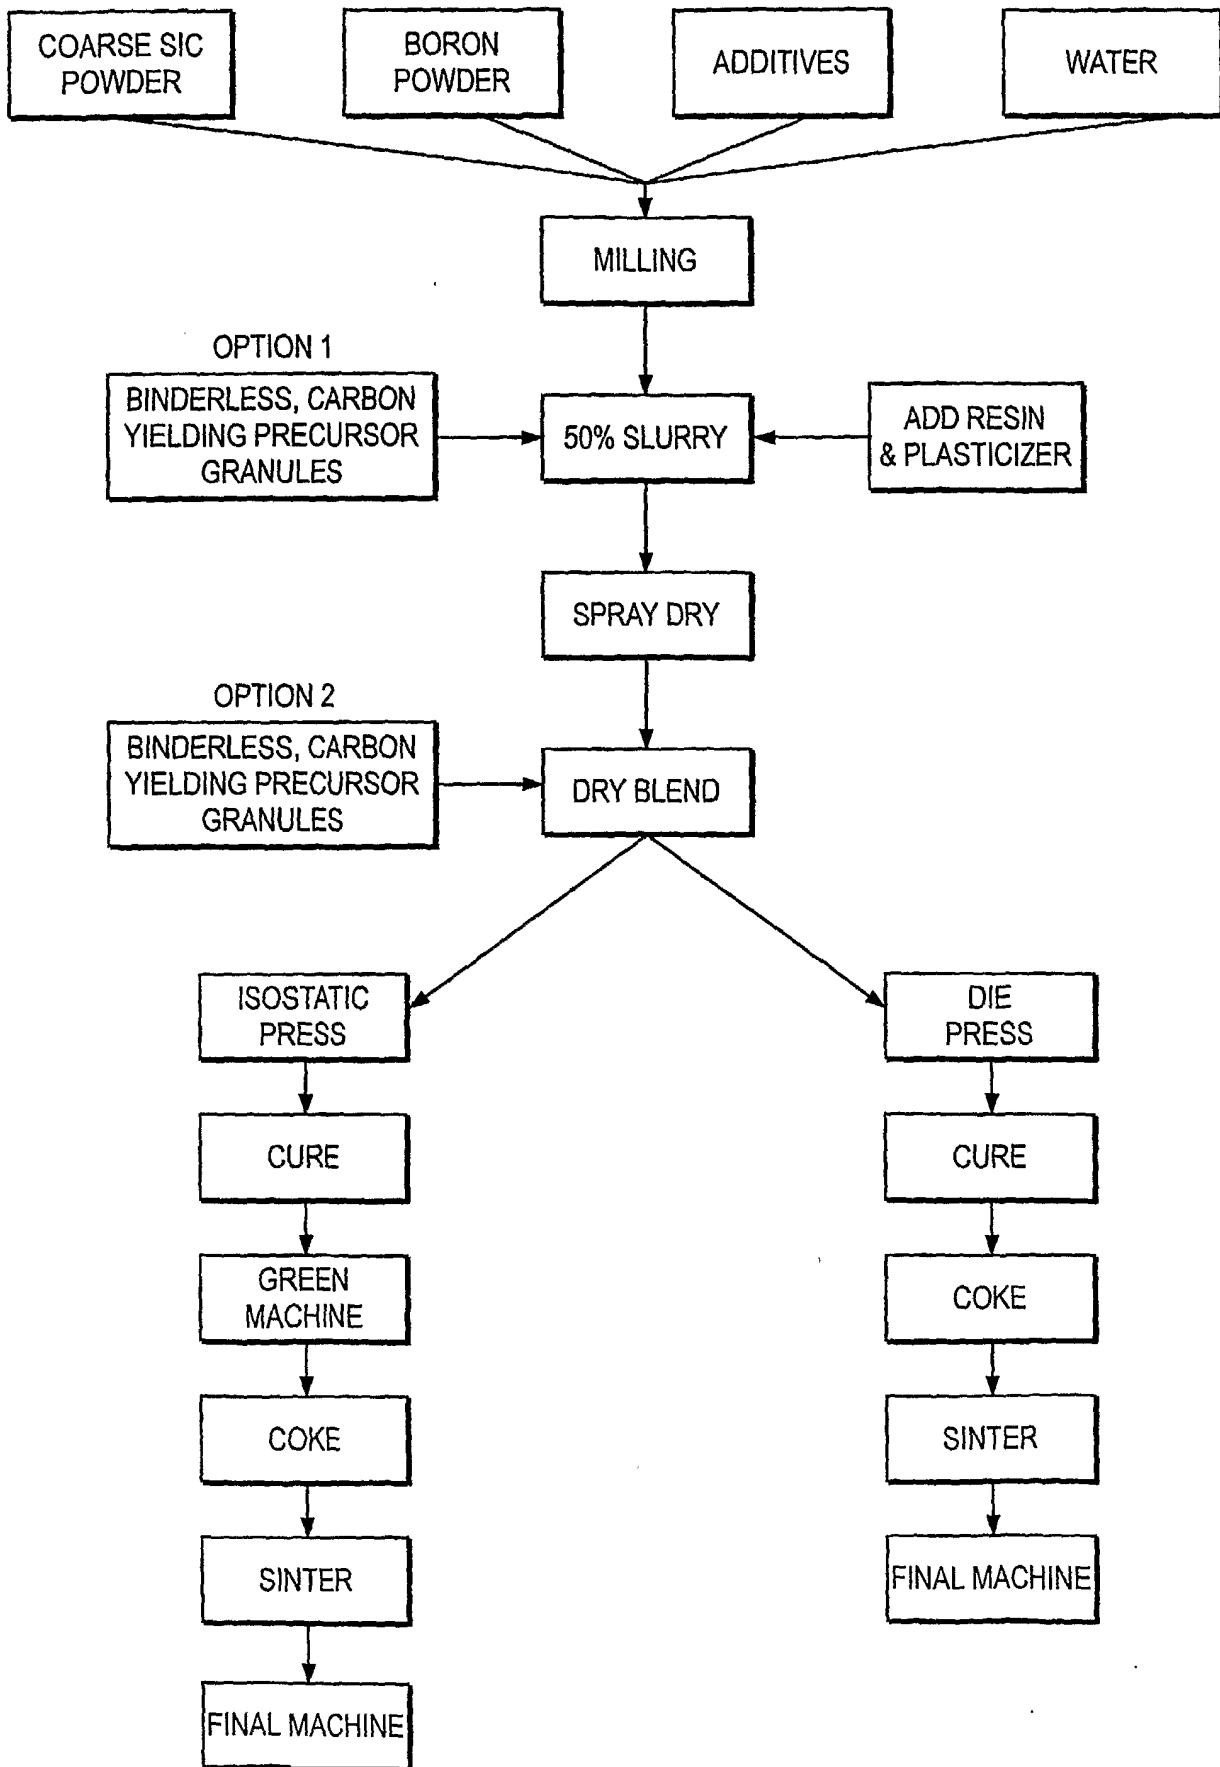 COARSE SIC
POWDER
BORON
POWDER
ADDITIVES
WATER
MILLING
OPTION 1
BINDERLESS, CARBON
YIELDING PRECURSOR
GRANULES
50% SLURRY
ADD RESIN
& PLASTICIZER
SPRAY DRY
OPTION 2
BINDERLESS, CARBON
YIELDING PRECURSOR
GRANULES
DRY BLEND
ISOSTATIC
PRESS
CURE
GREEN
MACHINE
COKE
SINTER
FINAL MACHINE
DIE
PRESS
CURE
COKE
SINTER
FINAL MACHINE